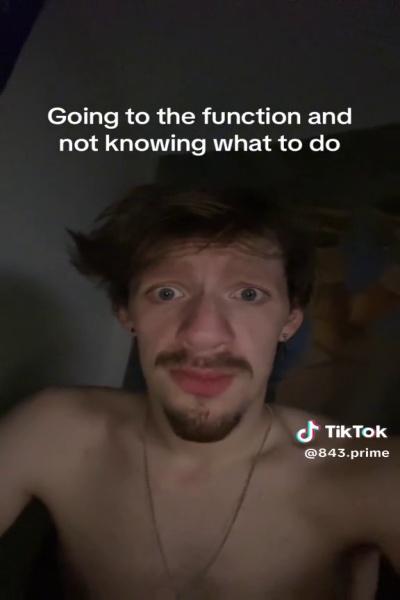 Going to the function and
not knowing what to do
TikTok
@843.prime